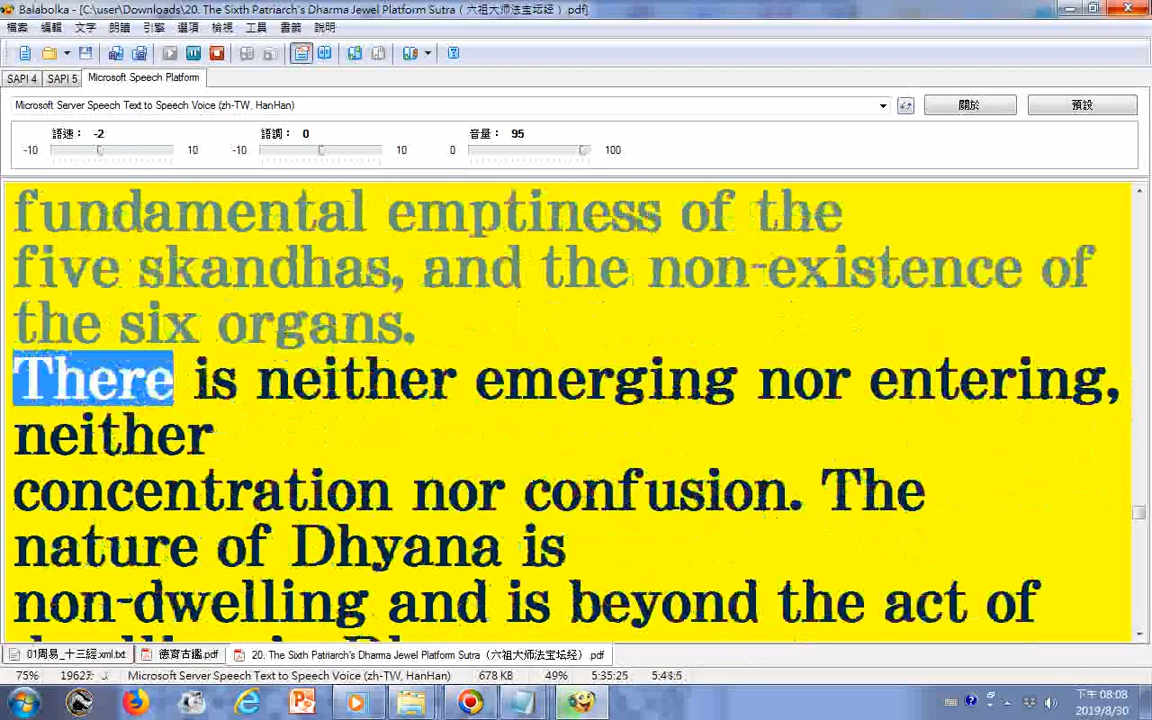 Balabolka - [C:\user\Downloads\20. The Sixth Patriarch's Dharma Jewel Platform Sutra（六祖大师法宝坛经）.pdf]
檔案 編輯 文字 朗讀 引擎 選項 檢視 工具 書籤 說明
SAPI 4 SAPI 5 Microsoft Speech Platform
Microsoft Server Speech Text to Speech Voice (zh-TW, HanHan) 關於 預設
語速： -2 語調： 0 音量： 95
-10 10 -10 10 0 100
fundamental emptiness of the
five skandhas, and the non-existence of
the six organs.
There is neither emerging nor entering,
neither
concentration nor confusion. The
nature of Dhyana is
non-dwelling and is beyond the act of
01周易_十三經.xml.txt 德育古鑑.pdf 20. The Sixth Patriarch's Dharma Jewel Platform Sutra（六祖大师法宝坛经）.pdf
75% Microsoft Server Speech Text to Speech Voice (zh-TW, HanHan) 678 KB 49% 5:35:25
下午 08:08
2019/8/30